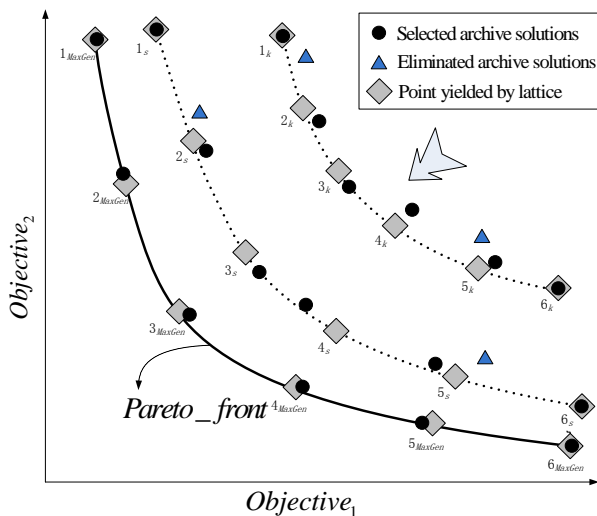 Selected archive solutions
Eliminated archive solutions
Point yielded by lattice
1MaxGen
1s
1k
2k
2s
3k
2MaxGen
4k
3s
5k
6k
3MaxGen
4s
5s
Pareto_front
4MaxGen
6s
5MaxGen
6MaxGen
Objective2
Objective1